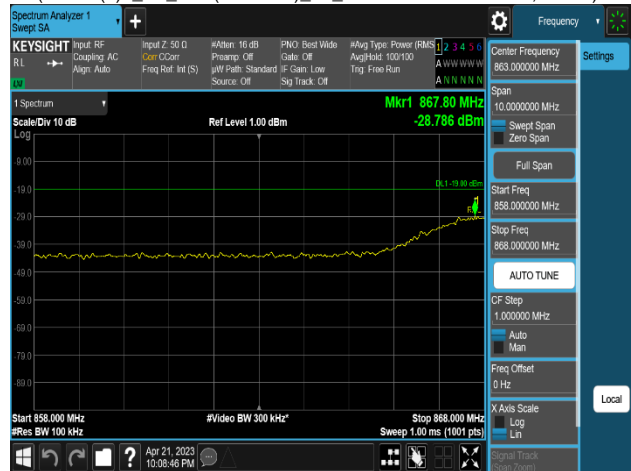 Spectrum Analyzer 1
Swept SA
Frequency
KEYSIGHT
RL
Input: RF
Coupling: AC
Align: Auto
Input Z: 50 Ω
Corr CCorr
Freq Ref: Int (S)
#Atten: 16 dB
Preamp: Off
µW Path: Standard
Source: Off
PNO: Best Wide
Gate: Off
IF Gain: Low
Sig Track: Off
#Avg Type: Power (RMS
Avg|Hold: 100/100
Trig: Free Run
1 2 3 4 5 6
A W W W W W
A N N N N N
LW
1 Spectrum
Scale/Div 10 dB
Ref Level 1.00 dBm
Mkr1 867.80 MHz
-28.786 dBm
Log
-9.00
-19.0
DL1 -19.00 dBm
-29.0
-39.0
-49.0
-59.0
-69.0
-79.0
-89.0
Start 858.000 MHz
#Res BW 100 kHz
#Video BW 300 kHz*
Stop 868.000 MHz
Sweep 1.00 ms (1001 pts)
Apr 21, 2023
10:08:46 PM
Center Frequency
863.000000 MHz
Settings
Span
10.0000000 MHz
Swept Span
Zero Span
Full Span
Start Freq
858.000000 MHz
Stop Freq
868.000000 MHz
AUTO TUNE
CF Step
1.000000 MHz
Auto
Man
Freq Offset
0 Hz
X Axis Scale
Log
Lin
Local
Signal Track
(Span Zoom)